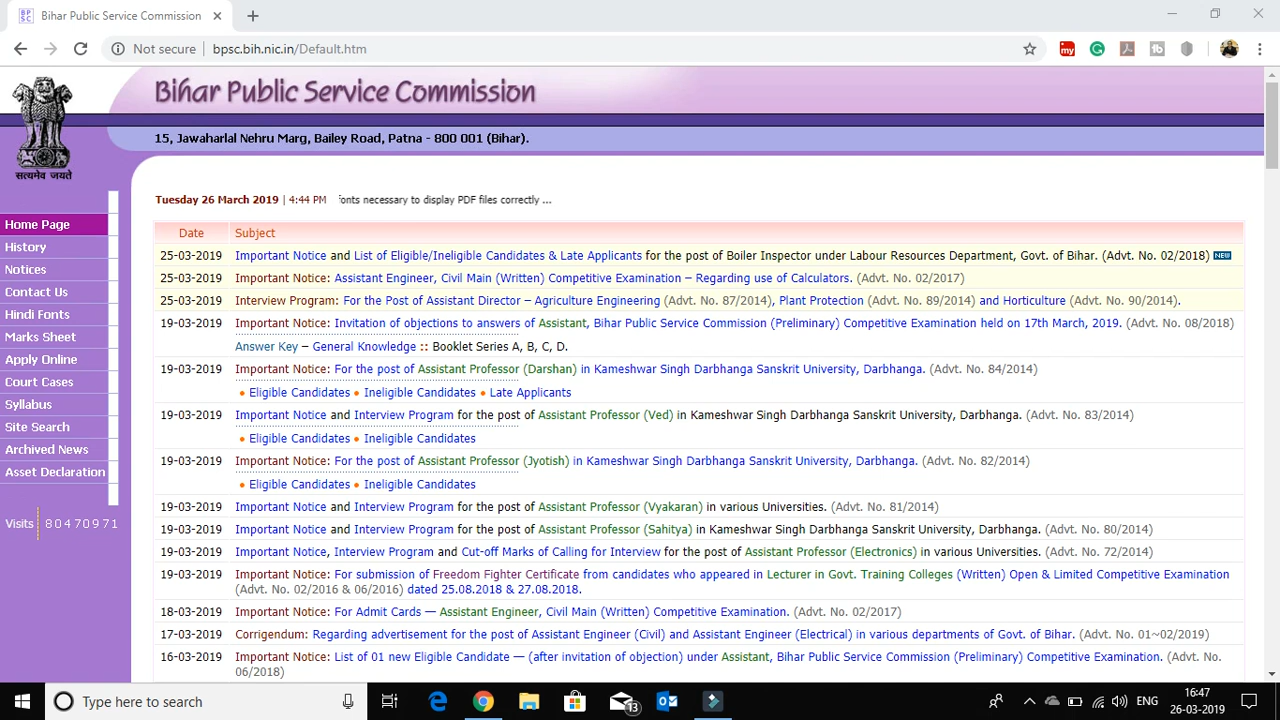 Bihar Public Service Commission
Not secure | bpsc.bih.nic.in/Default.htm
Bihar Public Service Commission
15, Jawaharlal Nehru Marg, Bailey Road, Patna - 800 001 (Bihar).
सत्यमेव जयते
Home Page
History
Notices
Contact Us
Hindi Fonts
Marks Sheet
Apply Online
Court Cases
Syllabus
Site Search
Archived News
Asset Declaration
Visits 80470971
Tuesday 26 March 2019 | 4:44 PM fonts necessary to display PDF files correctly ...
Date Subject
25-03-2019 Important Notice and List of Eligible/Ineligible Candidates & Late Applicants for the post of Boiler Inspector under Labour Resources Department, Govt. of Bihar. (Advt. No. 02/2018) NEW
25-03-2019 Important Notice: Assistant Engineer, Civil Main (Written) Competitive Examination – Regarding use of Calculators. (Advt. No. 02/2017)
25-03-2019 Interview Program: For the Post of Assistant Director – Agriculture Engineering (Advt. No. 87/2014), Plant Protection (Advt. No. 89/2014) and Horticulture (Advt. No. 90/2014).
19-03-2019 Important Notice: Invitation of objections to answers of Assistant, Bihar Public Service Commission (Preliminary) Competitive Examination held on 17th March, 2019. (Advt. No. 08/2018)
Answer Key – General Knowledge :: Booklet Series A, B, C, D.
19-03-2019 Important Notice: For the post of Assistant Professor (Darshan) in Kameshwar Singh Darbhanga Sanskrit University, Darbhanga. (Advt. No. 84/2014)
• Eligible Candidates • Ineligible Candidates • Late Applicants
19-03-2019 Important Notice and Interview Program for the post of Assistant Professor (Ved) in Kameshwar Singh Darbhanga Sanskrit University, Darbhanga. (Advt. No. 83/2014)
• Eligible Candidates • Ineligible Candidates
19-03-2019 Important Notice: For the post of Assistant Professor (Jyotish) in Kameshwar Singh Darbhanga Sanskrit University, Darbhanga. (Advt. No. 82/2014)
• Eligible Candidates • Ineligible Candidates
19-03-2019 Important Notice and Interview Program for the post of Assistant Professor (Vyakaran) in various Universities. (Advt. No. 81/2014)
19-03-2019 Important Notice and Interview Program for the post of Assistant Professor (Sahitya) in Kameshwar Singh Darbhanga Sanskrit University, Darbhanga. (Advt. No. 80/2014)
19-03-2019 Important Notice, Interview Program and Cut-off Marks of Calling for Interview for the post of Assistant Professor (Electronics) in various Universities. (Advt. No. 72/2014)
19-03-2019 Important Notice: For submission of Freedom Fighter Certificate from candidates who appeared in Lecturer in Govt. Training Colleges (Written) Open & Limited Competitive Examination
(Advt. No. 02/2016 & 06/2016) dated 25.08.2018 & 27.08.2018.
18-03-2019 Important Notice: For Admit Cards — Assistant Engineer, Civil Main (Written) Competitive Examination. (Advt. No. 02/2017)
17-03-2019 Corrigendum: Regarding advertisement for the post of Assistant Engineer (Civil) and Assistant Engineer (Electrical) in various departments of Govt. of Bihar. (Advt. No. 01~02/2019)
16-03-2019 Important Notice: List of 01 new Eligible Candidate — (after invitation of objection) under Assistant, Bihar Public Service Commission (Preliminary) Competitive Examination. (Advt. No.
06/2018)
Type here to search
13
ENG
16:47
26-03-2019